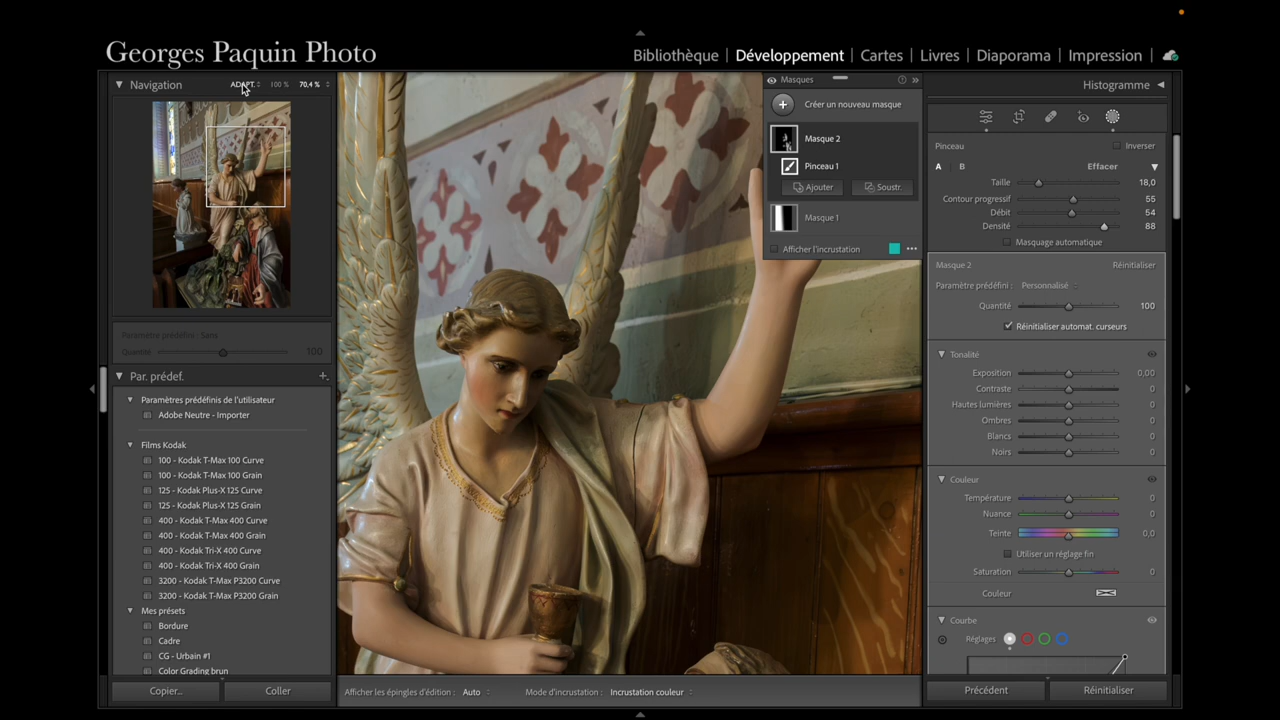 Georges Paquin Photo
Bibliothèque | Développement | Cartes | Livres | Diaporama | Impression |
Navigation ADAPT. 100 % 70,4 %
Paramètre prédéfini : Sans
Quantité 100
Par. prédéf.
Paramètres prédéfinis de l'utilisateur
Adobe Neutre - Importer
Films Kodak
100 - Kodak T-Max 100 Curve
100 - Kodak T-Max 100 Grain
125 - Kodak Plus-X 125 Curve
125 - Kodak Plus-X 125 Grain
400 - Kodak T-Max 400 Curve
400 - Kodak T-Max 400 Grain
400 - Kodak Tri-X 400 Curve
400 - Kodak Tri-X 400 Grain
3200 - Kodak T-Max P3200 Curve
3200 - Kodak T-Max P3200 Grain
Mes présets
Bordure
Cadre
CG - Urbain #1
Color Grading brun
Copier...
Coller
Masques
Créer un nouveau masque
Masque 2
Pinceau 1
Ajouter
Soustr.
Masque 1
Afficher l'incrustation
Afficher les épingles d'édition : Auto
Mode d'incrustation : Incrustation couleur
Histogramme
Pinceau Inverser
A B Effacer
Taille 18,0
Contour progressif 55
Débit 54
Densité 88
Masquage automatique
Masque 2 Réinitialiser
Paramètre prédéfini : Personnalisé
Quantité 100
Réinitialiser automat. curseurs
Tonalité
Exposition 0,00
Contraste 0
Hautes lumières 0
Ombres 0
Blancs 0
Noirs 0
Couleur
Température 0
Nuance 0
Teinte 0,0
Utiliser un réglage fin
Saturation 0
Couleur
Courbe
Réglages
Précédent
Réinitialiser